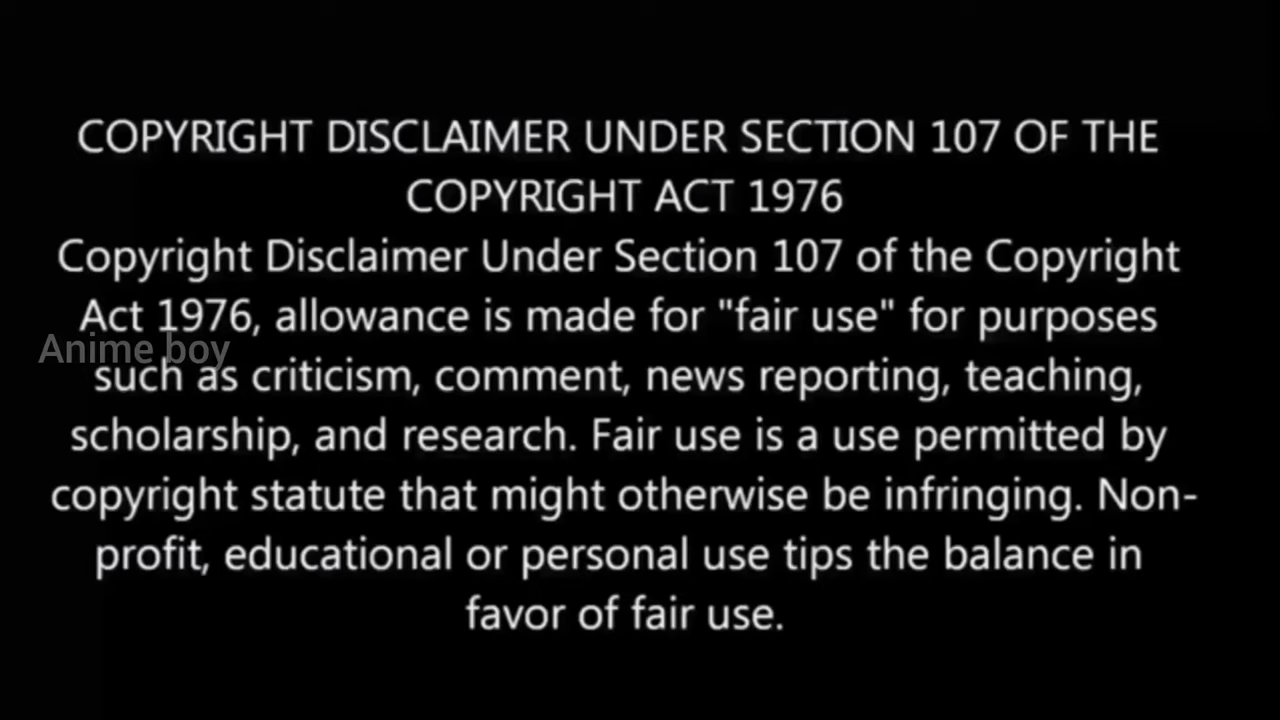 COPYRIGHT DISCLAIMER UNDER SECTION 107 OF THE
COPYRIGHT ACT 1976
Copyright Disclaimer Under Section 107 of the Copyright
Act 1976, allowance is made for "fair use" for purposes
Anime boy
such as criticism, comment, news reporting, teaching,
scholarship, and research. Fair use is a use permitted by
copyright statute that might otherwise be infringing. Non-
profit, educational or personal use tips the balance in
favor of fair use.